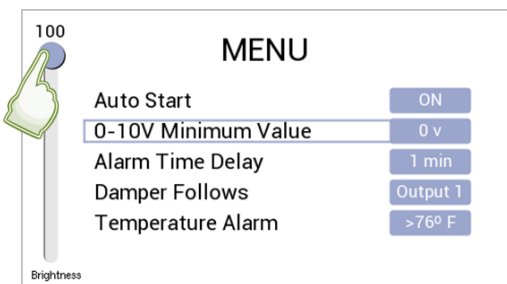 100
MENU
Auto Start ON
0-10V Minimum Value 0 v
Alarm Time Delay 1 min
Damper Follows Output 1
Temperature Alarm >76º F
Brightness